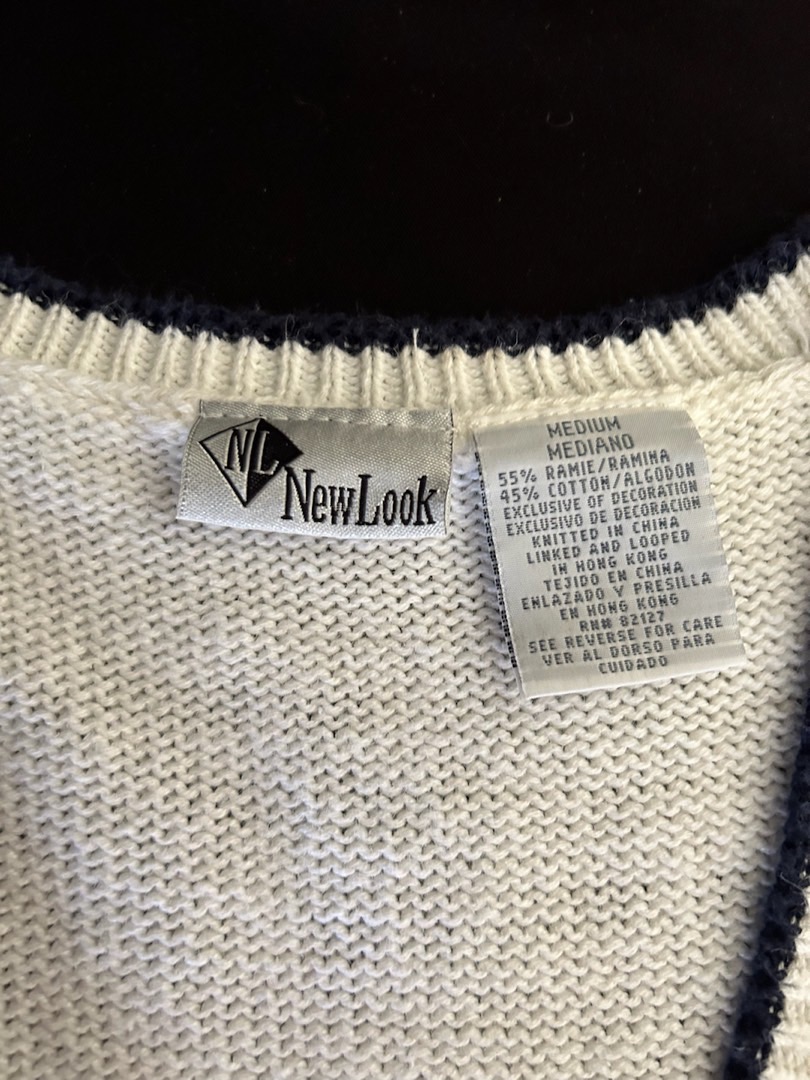 NL
NewLook
MEDIUM
MEDIANO
55% RAMIE/RAMINA
45% COTTON/ALGODON
EXCLUSIVE OF DECORATION
EXCLUSIVO DE DECORACION
KNITTED IN CHINA
LINKED AND LOOPED
IN HONG KONG
TEJIDO EN CHINA
ENLAZADO Y PRESILLA
EN HONG KONG
RN# 82127
SEE REVERSE FOR CARE
VER AL DORSO PARA
CUIDADO